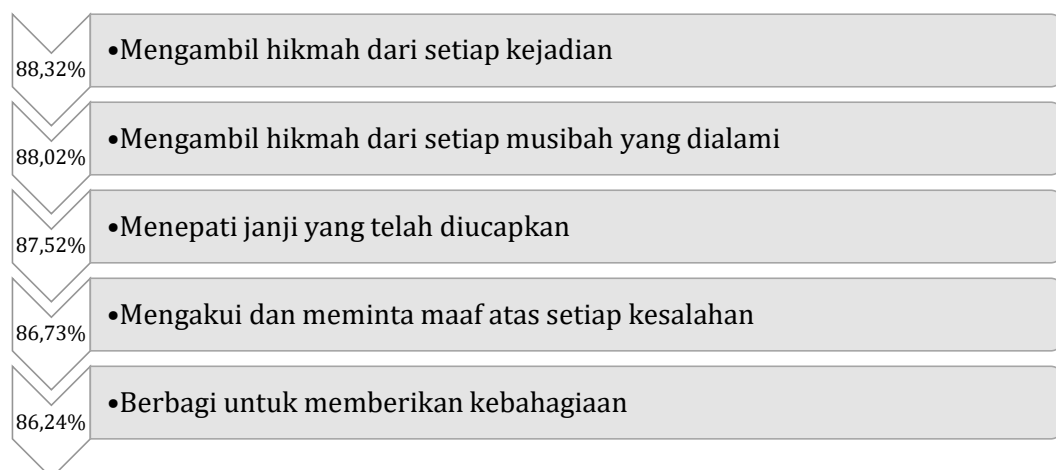 88,32%
•Mengambil hikmah dari setiap kejadian
88,02%
•Mengambil hikmah dari setiap musibah yang dialami
87,52%
•Menepati janji yang telah diucapkan
86,73%
•Mengakui dan meminta maaf atas setiap kesalahan
86,24%
•Berbagi untuk memberikan kebahagiaan